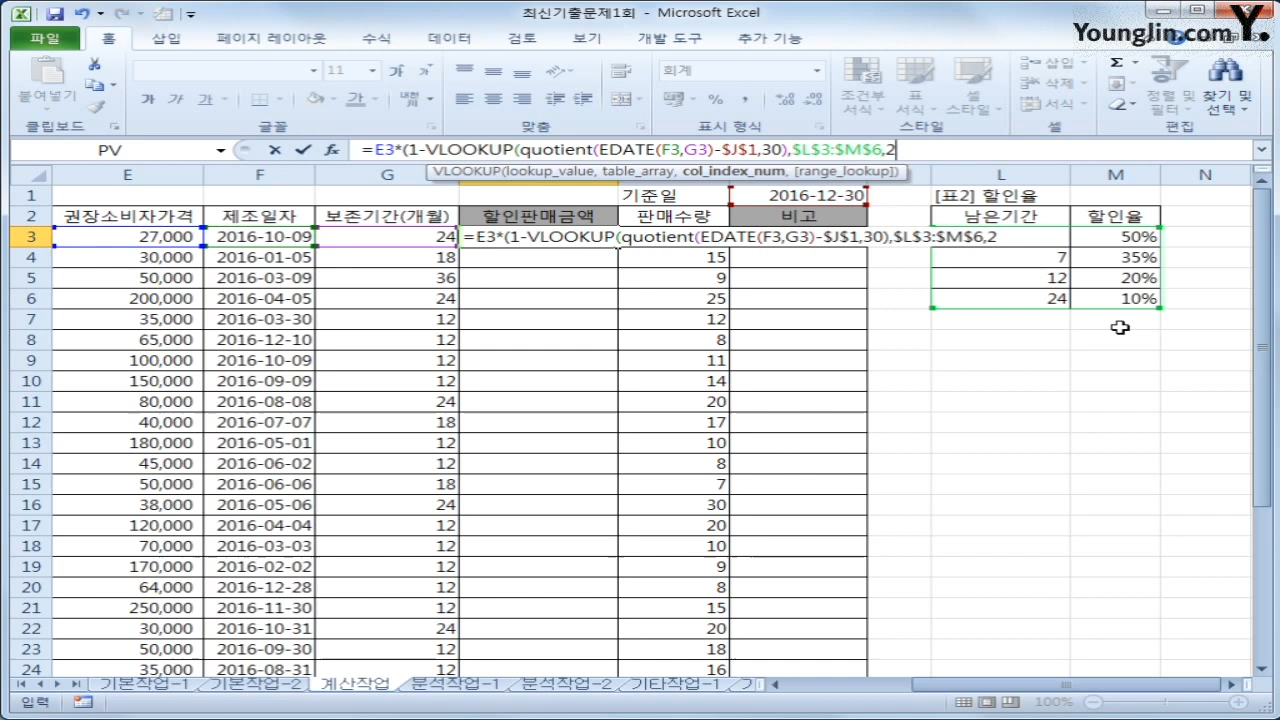 최신기출문제1회 - Microsoft Excel
YoungJin.com Y.
파일 홈 삽입 페이지 레이아웃 수식 데이터 검토 보기 개발 도구 추가 기능
붙여넣기 11 가 가 회계 조건부 서식 표 서식 셀 스타일 삽입 삭제 서식 Σ 정렬 및 필터 찾기 및 선택
클립보드 글꼴 맞춤 표시 형식 스타일 셀 편집
PV =E3*(1-VLOOKUP(quotient(EDATE(F3,G3)-$J$1,30),$L$3:$M$6,2
VLOOKUP(lookup_value, table_array, col_index_num, [range_lookup])
E F G L M N
1 기준일 2016-12-30 [표2] 할인율
2 권장소비자가격 제조일자 보존기간(개월) 할인판매금액 판매수량 비고 남은기간 할인율
3 27,000 2016-10-09 24 =E3*(1-VLOOKUP(quotient(EDATE(F3,G3)-$J$1,30),$L$3:$M$6,2 50%
4 30,000 2016-01-05 18 15 7 35%
5 50,000 2016-03-09 36 9 12 20%
6 200,000 2016-04-05 24 25 24 10%
7 35,000 2016-03-30 12 12
8 65,000 2016-12-10 12 8
9 100,000 2016-10-09 12 11
10 150,000 2016-09-09 12 14
11 80,000 2016-08-08 24 20
12 40,000 2016-07-07 18 17
13 180,000 2016-05-01 12 10
14 45,000 2016-06-02 12 8
15 50,000 2016-06-06 18 7
16 38,000 2016-05-06 24 30
17 120,000 2016-04-04 12 20
18 70,000 2016-03-03 12 10
19 170,000 2016-02-02 12 9
20 64,000 2016-12-28 12 8
21 250,000 2016-11-30 12 15
22 30,000 2016-10-31 24 20
23 50,000 2016-09-30 12 18
24 35,000 2016-08-31 12 16
기본작업-1 기본작업-2 계산작업 분석작업-1 분석작업-2 기타작업-1 기
입력 100%